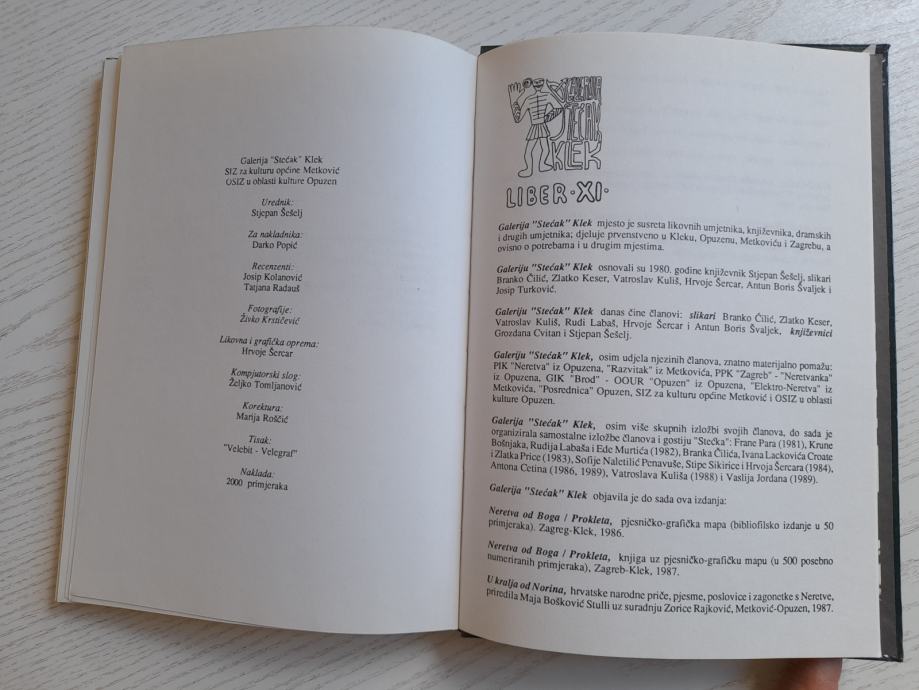 Galerija "Stećak" Klek
SIZ za kulturu općine Metković
OSIZ u oblasti kulture Opuzen
Urednik:
Stjepan Šešelj
Za nakladnika:
Darko Popić
Recenzenti:
Josip Kolanović
Tatjana Radauš
Fotografije:
Živko Krstičević
Likovna i grafička oprema:
Hrvoje Šercar
Kompjutorski slog:
Željko Tomljanović
Korektura:
Marija Roščić
Tisak:
"Velebit - Velegraf"
Naklada:
2000 primjeraka
GALERIJA
STEĆAK
KLEK
LIBER·XI·
Galerija "Stećak" Klek mjesto je susreta likovnih umjetnika, književnika, dramskih
i drugih umjetnika; djeluje prvenstveno u Kleku, Opuzenu, Metkoviću i Zagrebu, a
ovisno o potrebama i u drugim mjestima.
Galeriju "Stećak" Klek osnovali su 1980. godine književnik Stjepan Šešelj, slikari
Branko Čilić, Zlatko Keser, Vatroslav Kuliš, Hrvoje Šercar, Antun Boris Švaljek i
Josip Turković.
Galeriju "Stećak" Klek danas čine članovi: slikari Branko Čilić, Zlatko Keser,
Vatroslav Kuliš, Rudi Labaš, Hrvoje Šercar i Antun Boris Švaljek, književnici
Grozdana Cvitan i Stjepan Šešelj.
Galeriju "Stećak" Klek, osim udjela njezinih članova, znatno materijalno pomažu:
PIK "Neretva" iz Opuzena, "Razvitak" iz Metkovića, PPK "Zagreb" - "Neretvanka"
iz Opuzena, GIK "Brod" - OOUR "Opuzen" iz Opuzena, "Elektro-Neretva" iz
Metkovića, "Posrednica" Opuzen, SIZ za kulturu općine Metković i OSIZ u oblasti
kulture Opuzen.
Galerija "Stećak" Klek, osim više skupnih izložbi svojih članova, do sada je
organizirala samostalne izložbe članova i gostiju "Stećka": Frane Para (1981), Krune
Bošnjaka, Rudija Labaša i Ede Murtića (1982), Branka Čilića, Ivana Lackovića Croate
i Zlatka Price (1983), Sofije Naletilić Penavuše, Stipe Sikirice i Hrvoja Šercara (1984),
Antona Cetina (1986, 1989), Vatroslava Kuliša (1988) i Vaslija Jordana (1989).
Galerija "Stećak" Klek objavila je do sada ova izdanja:
Neretva od Boga / Prokleta, pjesničko-grafička mapa (bibliofilsko izdanje u 50
primjeraka). Zagreg-Klek, 1986.
Neretva od Boga / Prokleta, knjiga uz pjesničko-grafičku mapu (u 500 posebno
numeriranih primjeraka), Zagreb-Klek, 1987.
U kralja od Norina, hrvatske narodne priče, pjesme, poslovice i zagonetke s Neretve,
priredila Maja Bošković Stulli uz suradnju Zorice Rajković, Metković-Opuzen, 1987.